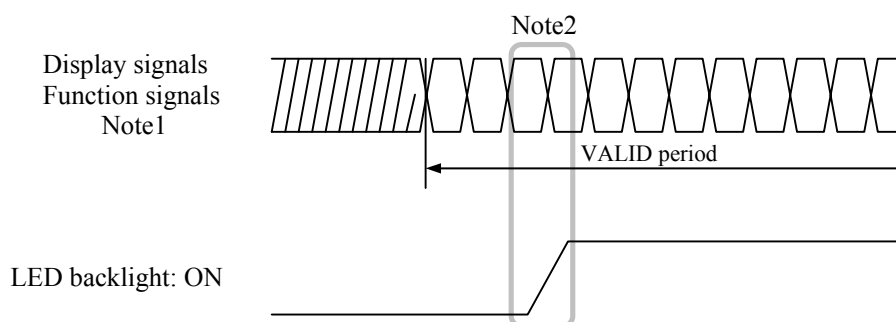 Note2
Display signals
Function signals
Note1
VALID period
LED backlight: ON